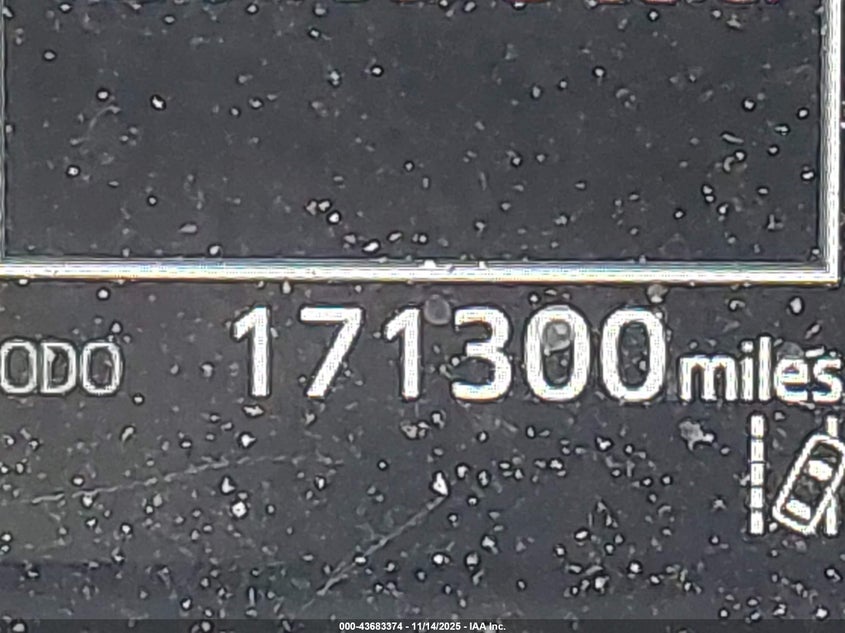 ODO 171300 miles
000-43683374 - 11/14/2025 - IAA Inc.